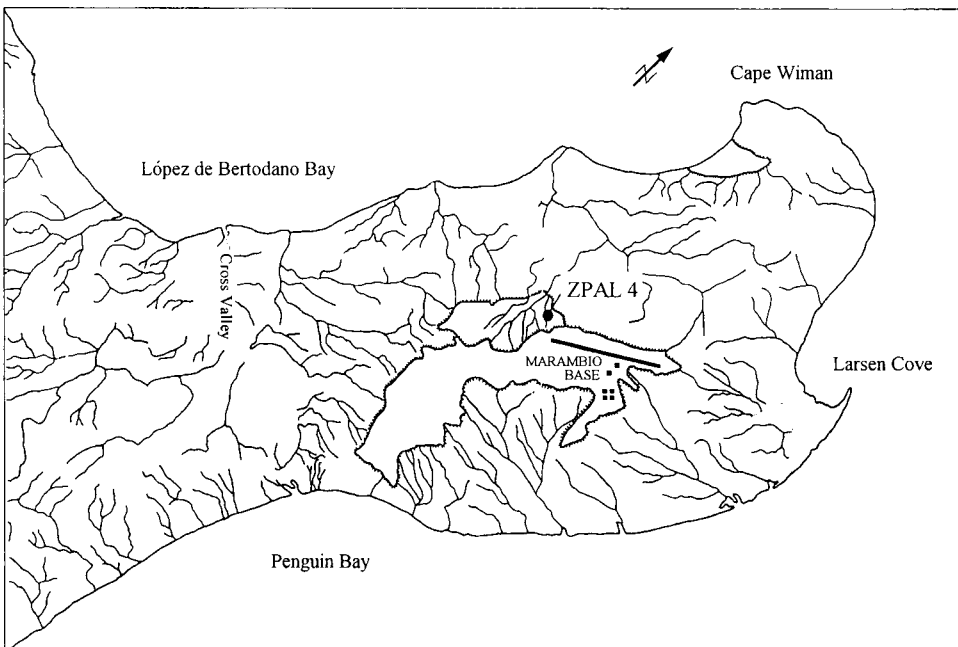 N
Cape Wiman
López de Bertodano Bay
Cross Valley
ZPAL 4
MARAMBIO
BASE
Larsen Cove
Penguin Bay